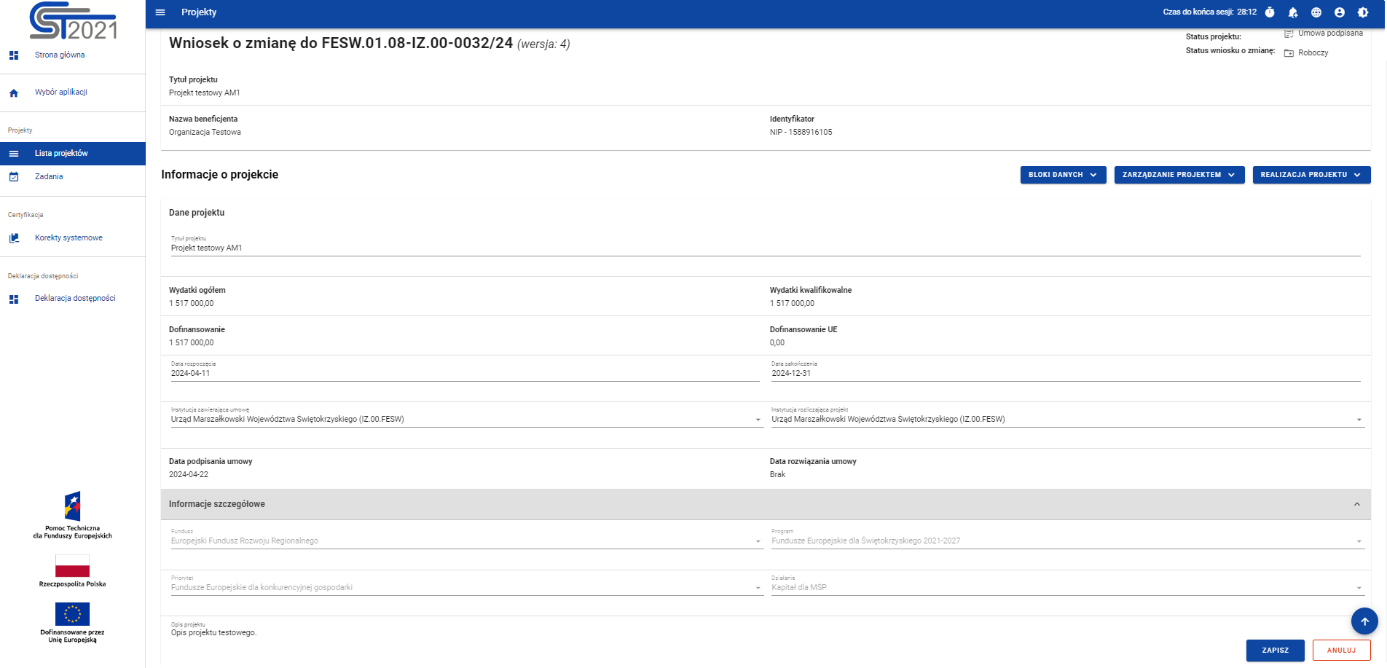 CST2021
Projekty
Czas do końca sesji: 28:12
Strona główna
Wybór aplikacji
Projekty
Lista projektów
Zadania
Certyfikacja
Korekty systemowe
Deklaracja dostępności
Deklaracja dostępności
Pomoc Techniczna
dla Funduszy Europejskich
Rzeczpospolita Polska
Dofinansowane przez
Unię Europejską
Wniosek o zmianę do FESW.01.08-IZ.00-0032/24 (wersja: 4)
Status projektu: Umowa podpisana
Status wniosku o zmianę: Roboczy
Tytuł projektu
Projekt testowy AM1
Nazwa beneficjenta
Organizacja Testowa
Identyfikator
NIP - 1588916105
Informacje o projekcie
BLOKI DANYCH
ZARZĄDZANIE PROJEKTEM
REALIZACJA PROJEKTU
Dane projektu
Tytuł projektu
Projekt testowy AM1
Wydatki ogółem
1 517 000,00
Wydatki kwalifikowalne
1 517 000,00
Dofinansowanie
1 517 000,00
Dofinansowanie UE
0,00
Data rozpoczęcia
2024-04-11
Data zakończenia
2024-12-31
Instytucja zawierająca umowę
Urząd Marszałkowski Województwa Świętokrzyskiego (IZ.00.FESW)
Instytucja rozliczająca projekt
Urząd Marszałkowski Województwa Świętokrzyskiego (IZ.00.FESW)
Data podpisania umowy
2024-04-22
Data rozwiązania umowy
Brak
Informacje szczegółowe
Fundusz
Europejski Fundusz Rozwoju Regionalnego
Program
Fundusze Europejskie dla Świętokrzyskiego 2021-2027
Priorytet
Fundusze Europejskie dla konkurencyjnej gospodarki
Działanie
Kapitał dla MSP
Opis projektu
Opis projektu testowego.
ZAPISZ
ANULUJ